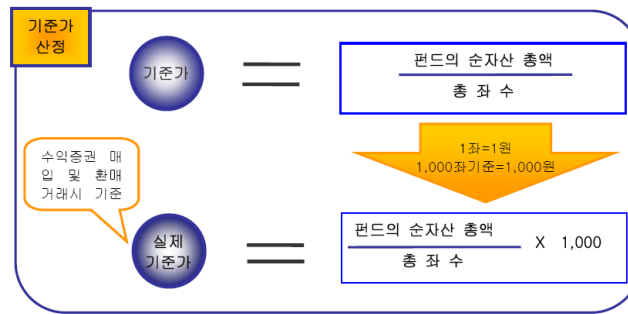 기준가
산정
기준가
펀드의 순자산 총액
총 좌 수
1좌=1원
1,000좌기준=1,000원
수익증권 매
입 및 환매
거래시 기준
실제
기준가
펀드의 순자산 총액
총 좌 수
X 1,000